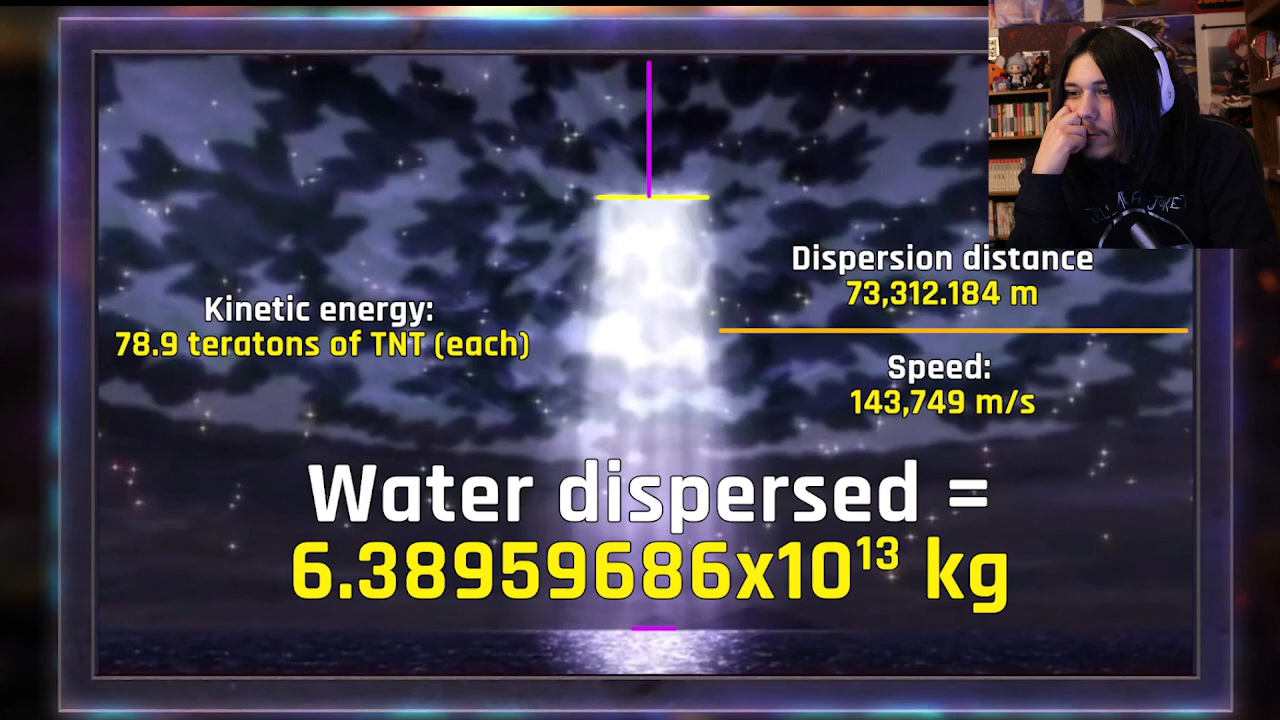 Kinetic energy:
78.9 teratons of TNT (each)
Dispersion distance
73,312.184 m
Speed:
143,749 m/s
Water dispersed =
6.38959686x10¹³ kg